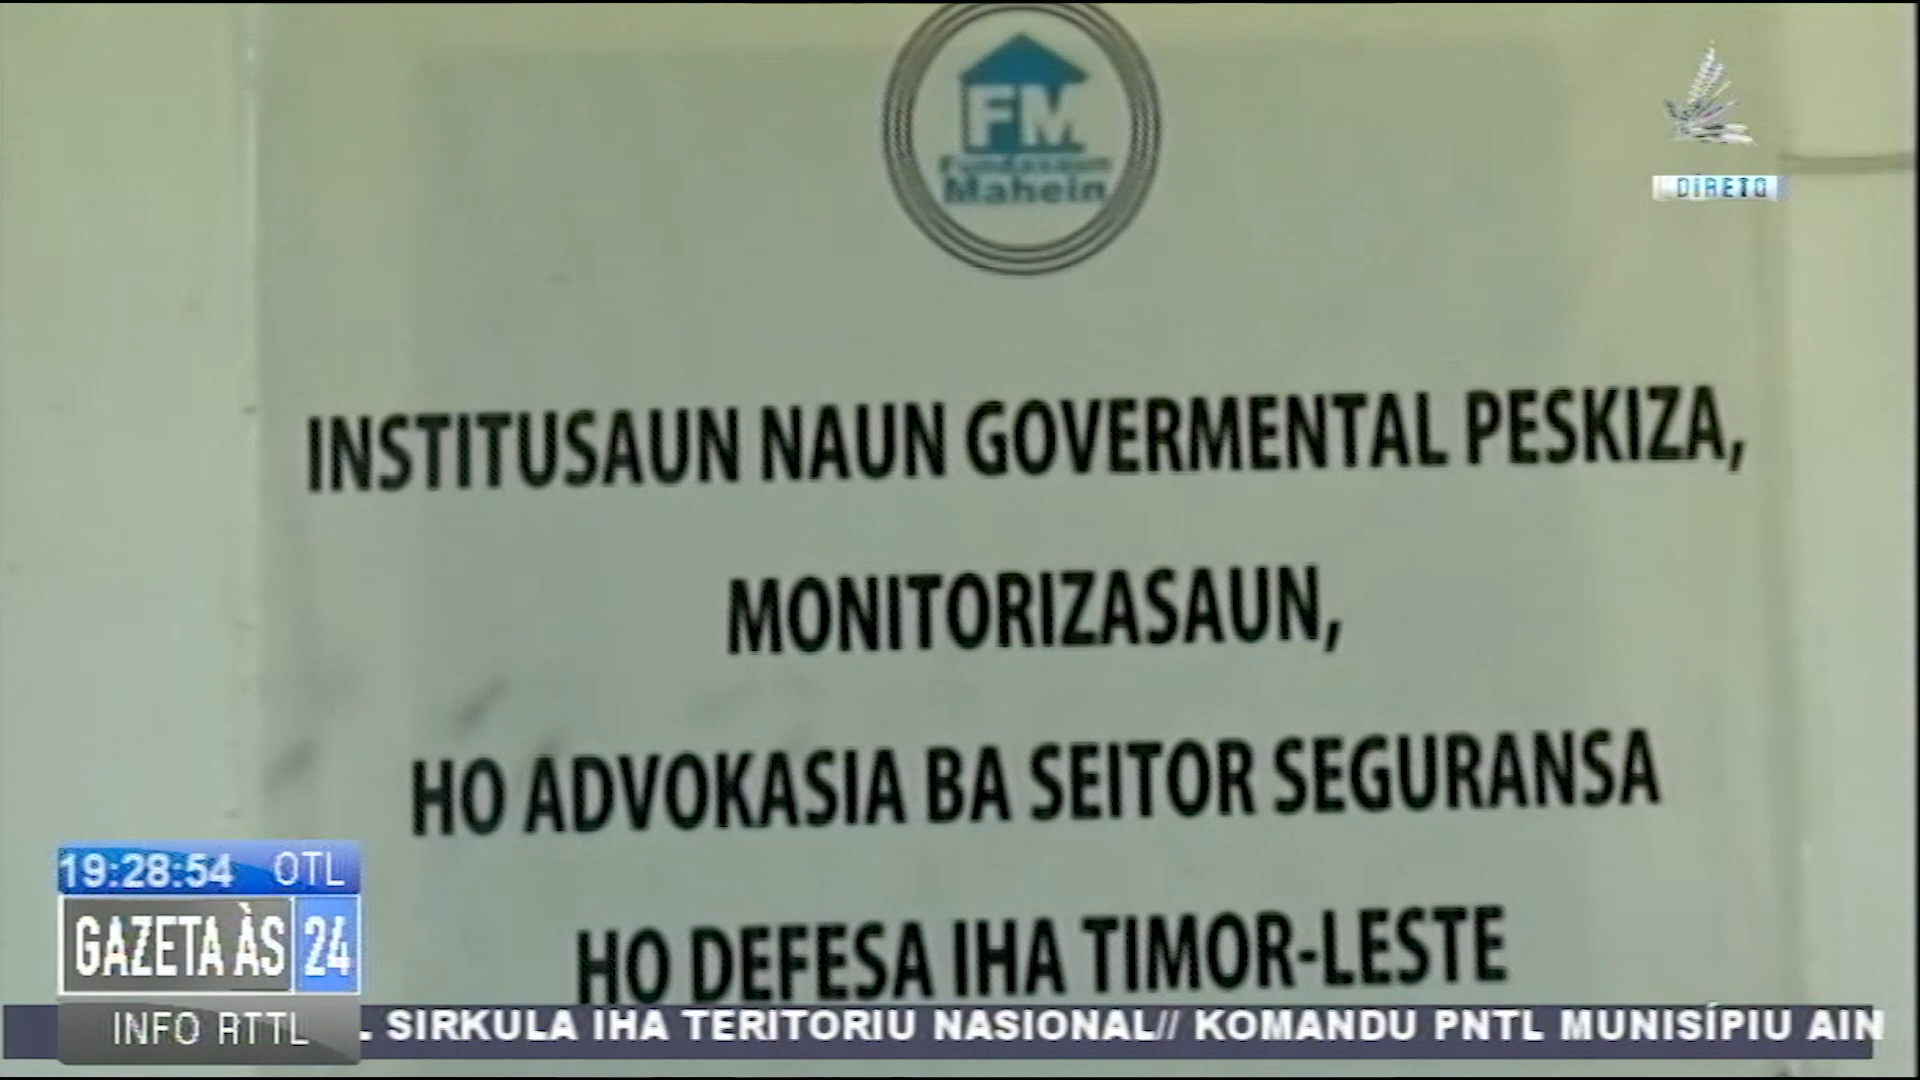 FM
Fundasaun
Mahein
DIRETO
INSTITUSAUN NAUN GOVERMENTAL PESKIZA,
MONITORIZASAUN,
HO ADVOKASIA BA SEITOR SEGURANSA
HO DEFESA IHA TIMOR-LESTE
19:28:54 OTL
GAZETA ÀS 24
INFO RTTL
. SIRKULA IHA TERITORIU NASIONAL// KOMANDU PNTL MUNISÍPIU AIN